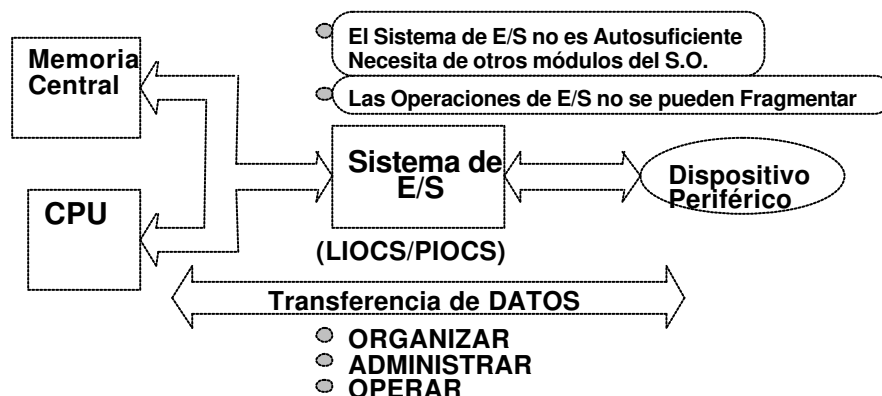 El Sistema de E/S no es Autosuficiente
Necesita de otros módulos del S.O.
Las Operaciones de E/S no se pueden Fragmentar
Memoria
Central
CPU
Sistema de
E/S
(LIOCS/PIOCS)
Dispositivo
Periférico
Transferencia de DATOS
ORGANIZAR
ADMINISTRAR
OPERAR